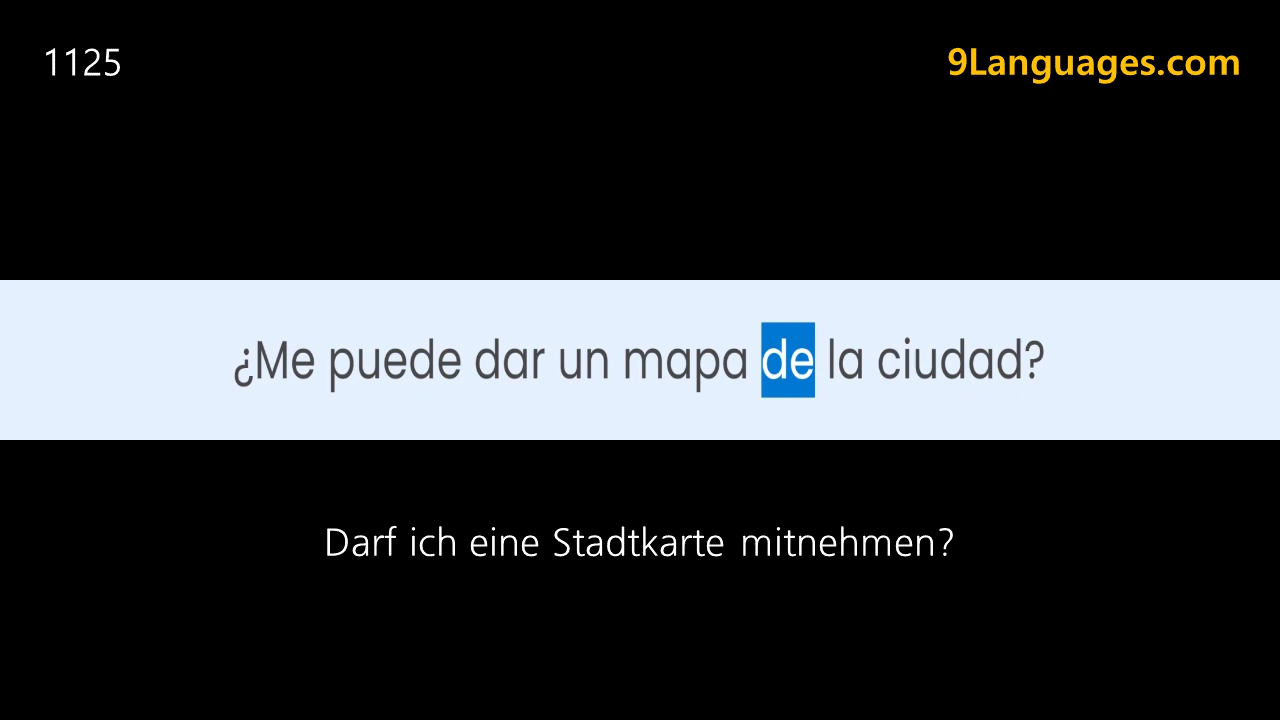 1125
9Languages.com
¿Me puede dar un mapa de la ciudad?
Darf ich eine Stadtkarte mitnehmen?